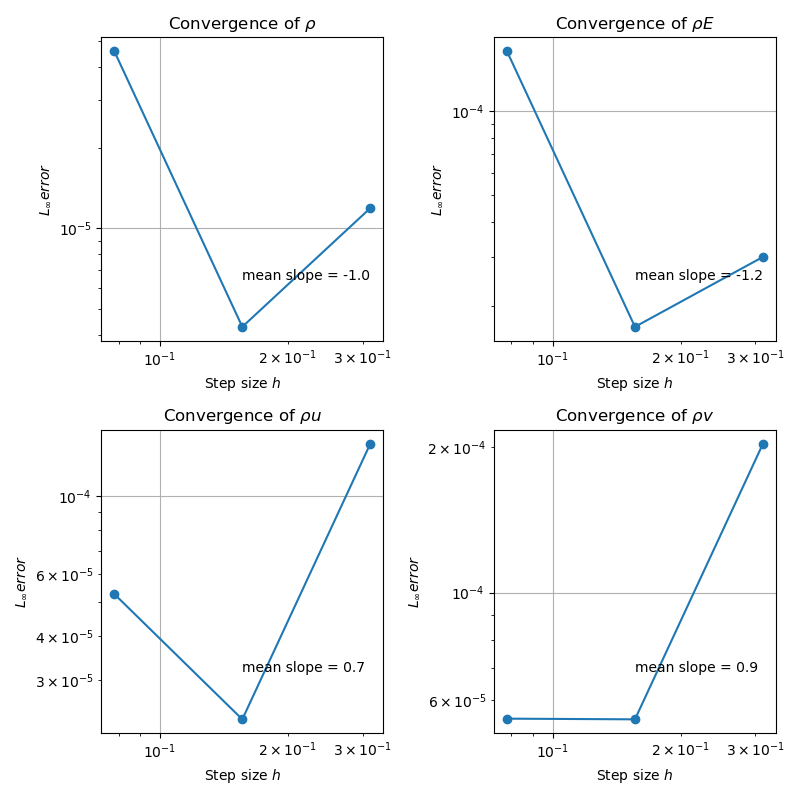 Convergence of ρ
L∞error
10⁻⁵
mean slope = -1.0
10⁻¹
2 × 10⁻¹
3 × 10⁻¹
Step size h
Convergence of ρE
L∞error
10⁻⁴
mean slope = -1.2
10⁻¹
2 × 10⁻¹
3 × 10⁻¹
Step size h
Convergence of ρu
L∞error
10⁻⁴
6 × 10⁻⁵
4 × 10⁻⁵
3 × 10⁻⁵
mean slope = 0.7
10⁻¹
2 × 10⁻¹
3 × 10⁻¹
Step size h
Convergence of ρv
L∞error
2 × 10⁻⁴
10⁻⁴
6 × 10⁻⁵
mean slope = 0.9
10⁻¹
2 × 10⁻¹
3 × 10⁻¹
Step size h